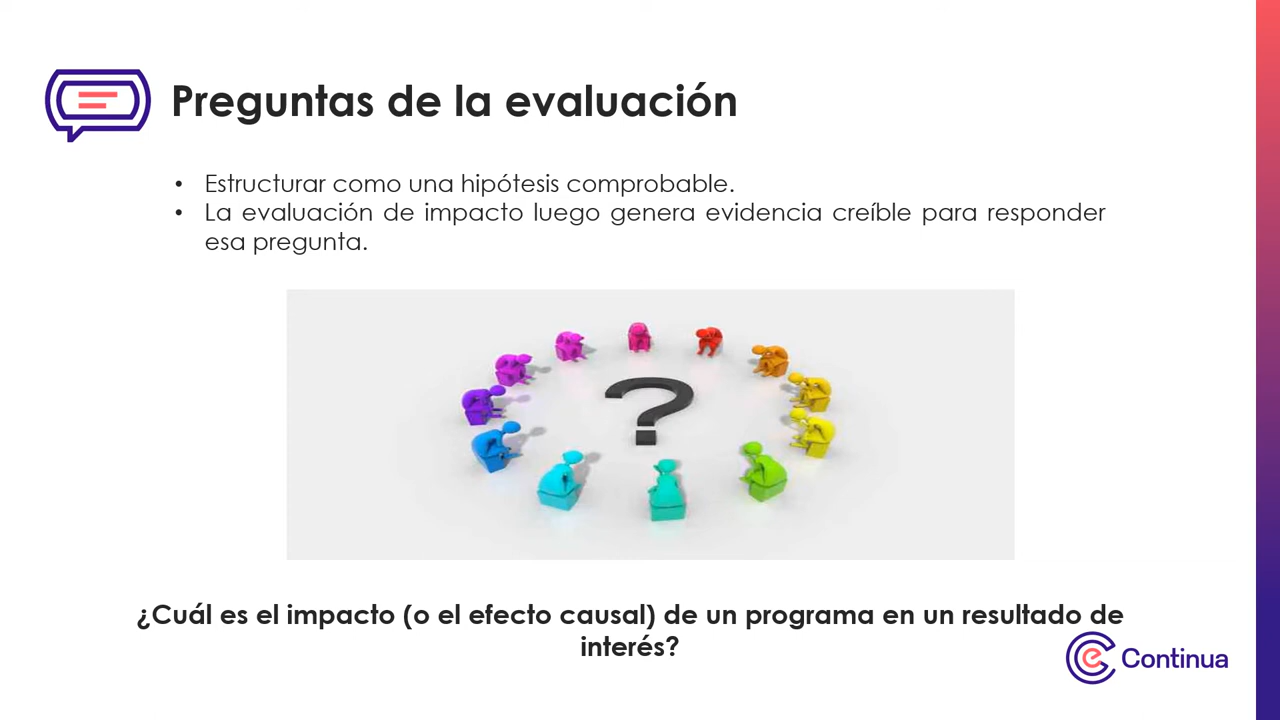 Preguntas de la evaluación
• Estructurar como una hipótesis comprobable.
• La evaluación de impacto luego genera evidencia creíble para responder
esa pregunta.
?
¿Cuál es el impacto (o el efecto causal) de un programa en un resultado de
interés?
Continua